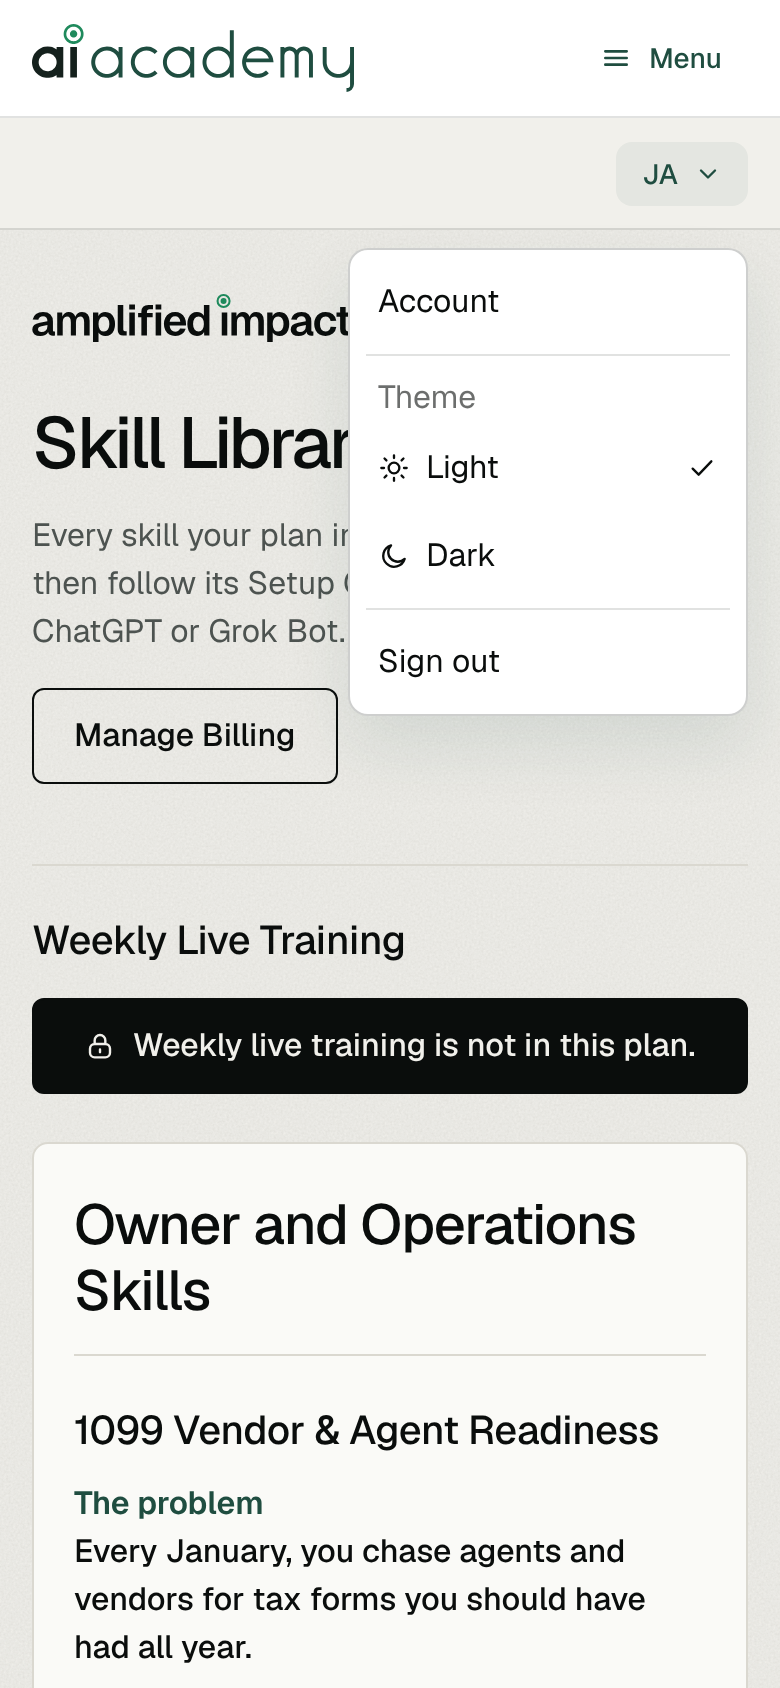 ai academy
Menu
JA
Account
Theme
Light
Dark
Sign out
amplified impact
Skill Librar
Every skill your plan
then follow its Setup
ChatGPT or Grok Bot.
Manage Billing
Weekly Live Training
Weekly live training is not in this plan.
Owner and Operations
Skills
1099 Vendor & Agent Readiness
The problem
Every January, you chase agents and
vendors for tax forms you should have
had all year.